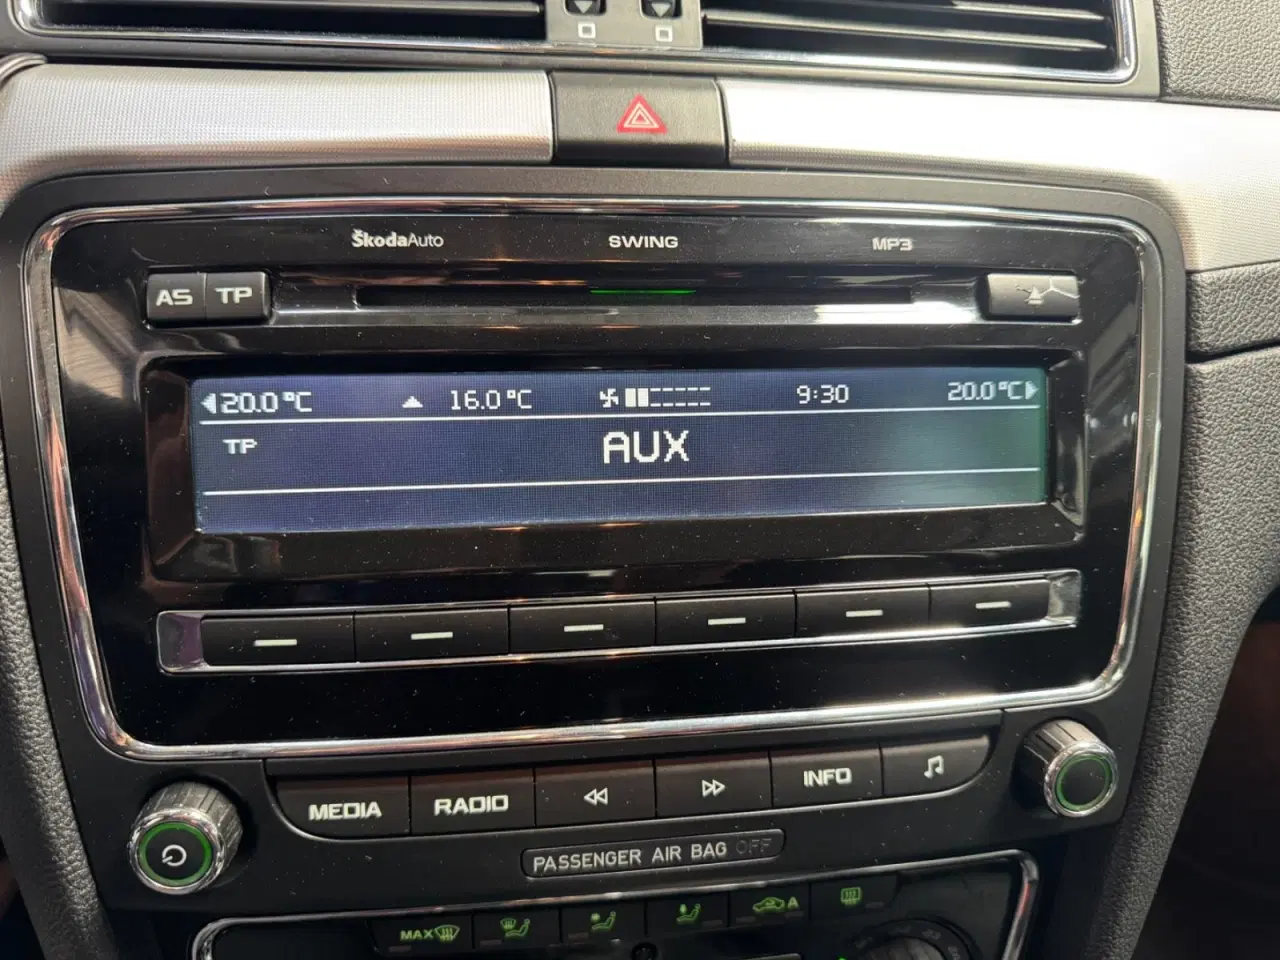 ŠkodaAuto SWING MP3
AS TP
20.0°C 16.0°C 9:30 20.0°C
TP AUX
MEDIA RADIO INFO
PASSENGER AIR BAG OFF
MAX A